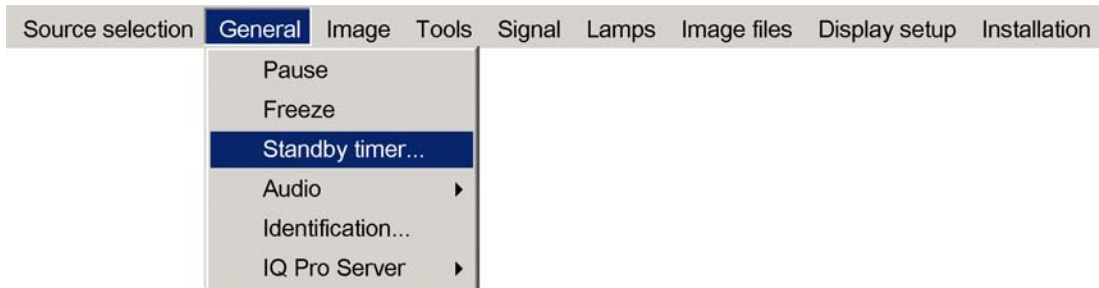 Source selection General Image Tools Signal Lamps Image files Display setup Installation
Pause
Freeze
Standby timer...
Audio
Identification...
IQ Pro Server